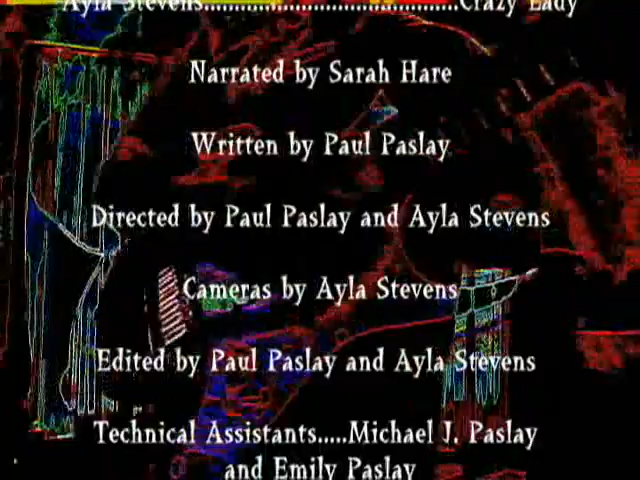 Ayla Stevens.......................................Crazy Lady
Narrated by Sarah Hare
Written by Paul Paslay
Directed by Paul Paslay and Ayla Stevens
Cameras by Ayla Stevens
Edited by Paul Paslay and Ayla Stevens
Technical Assistants.....Michael J. Paslay
and Emily Paslay